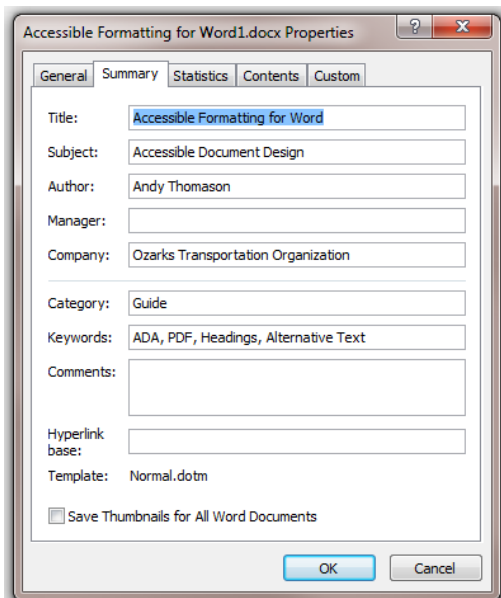 Accessible Formatting for Word1.docx Properties
?
X
General Summary Statistics Contents Custom
Title: Accessible Formatting for Word
Subject: Accessible Document Design
Author: Andy Thomason
Manager:
Company: Ozarks Transportation Organization
Category: Guide
Keywords: ADA, PDF, Headings, Alternative Text
Comments:
Hyperlink
base:
Template: Normal.dotm
Save Thumbnails for All Word Documents
OK Cancel